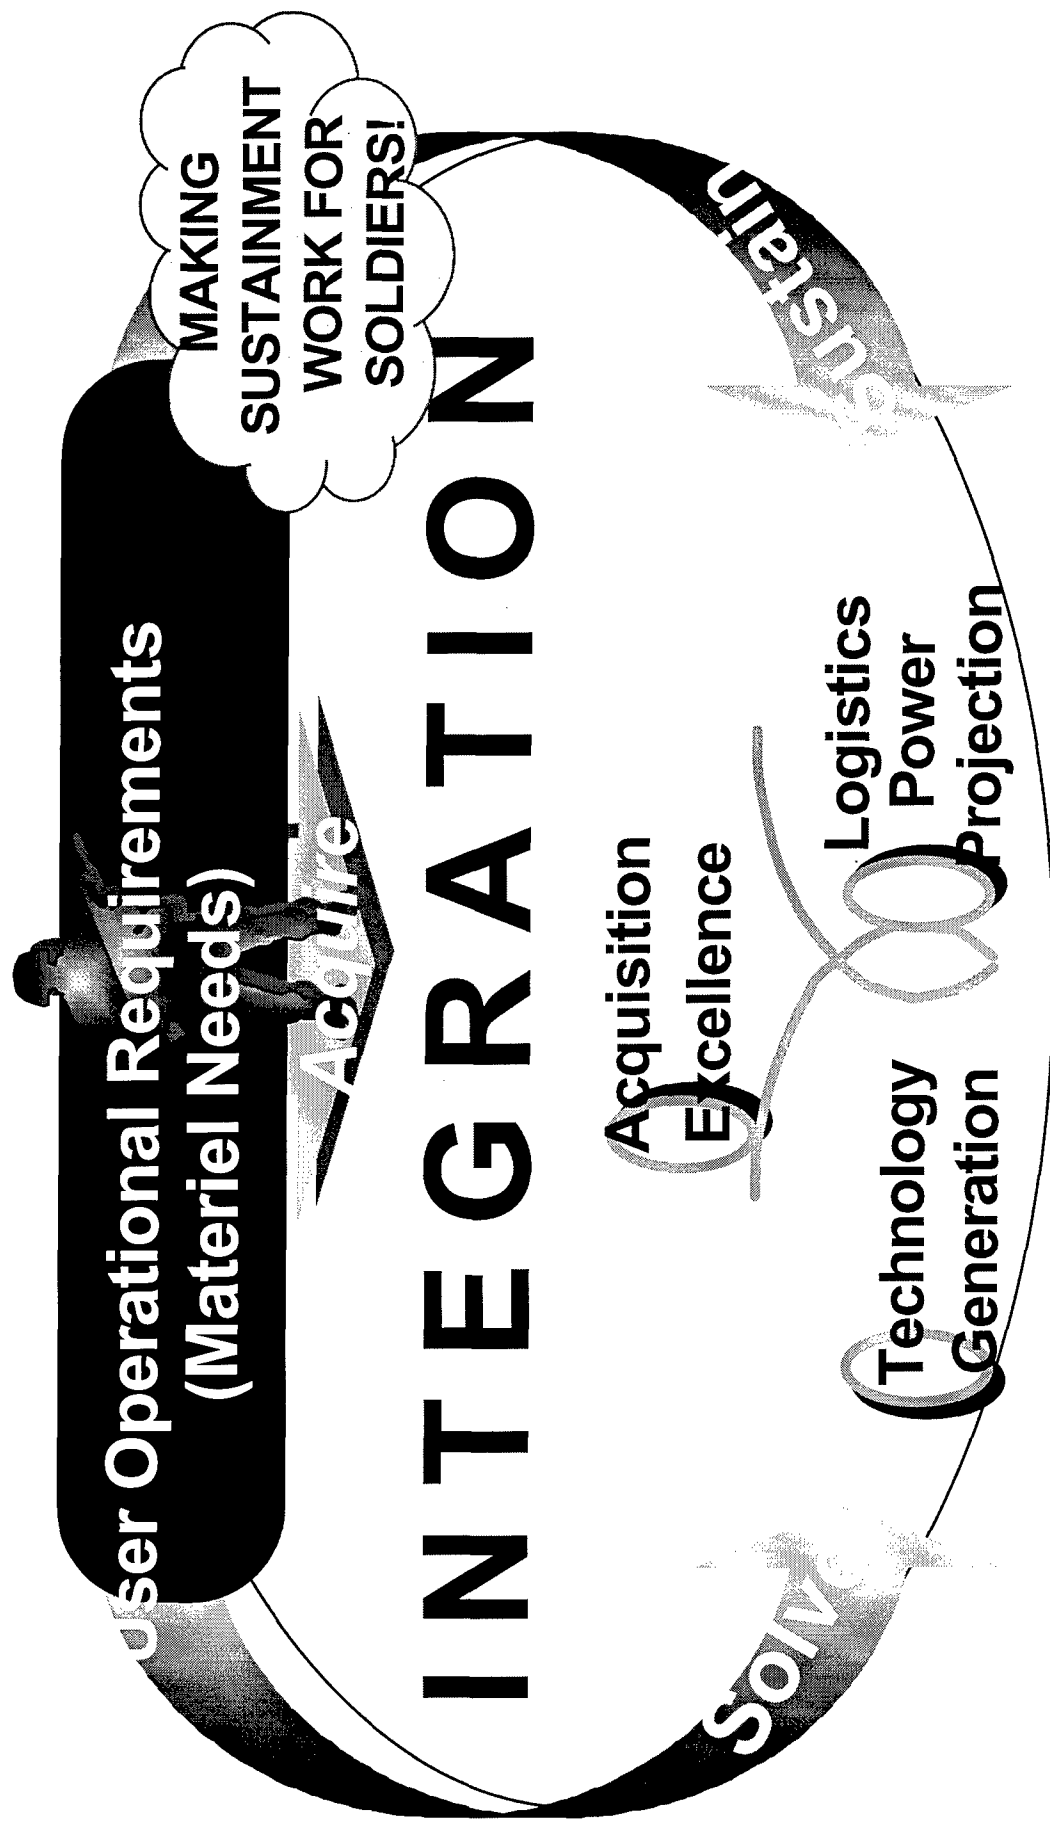 User Operational Requirements
(Materiel Needs)
MAKING
SUSTAINMENT
WORK FOR
SOLDIERS!
Acquire
INTEGRATION
Acquisition
Excellence
Technology
Generation
Logistics
Power
Projection
Solve
Sustain